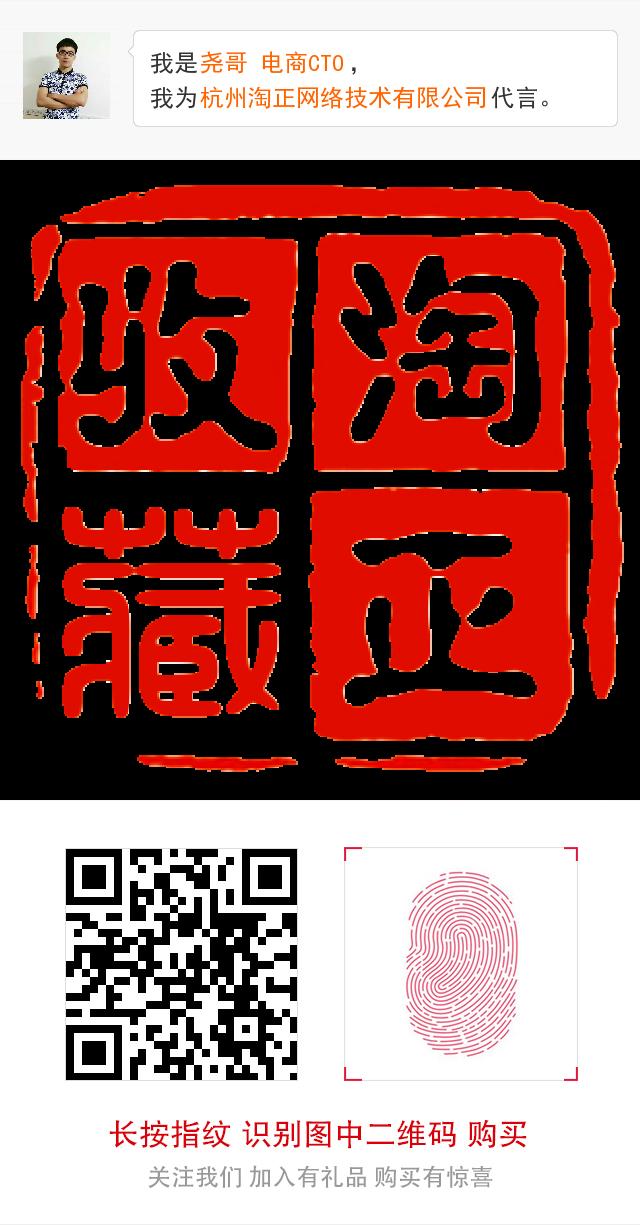 我是尧哥 电商CTO，
我为杭州淘正网络技术有限公司代言。
淘正
收藏
长按指纹 识别图中二维码 购买
关注我们 加入有礼品 购买有惊喜